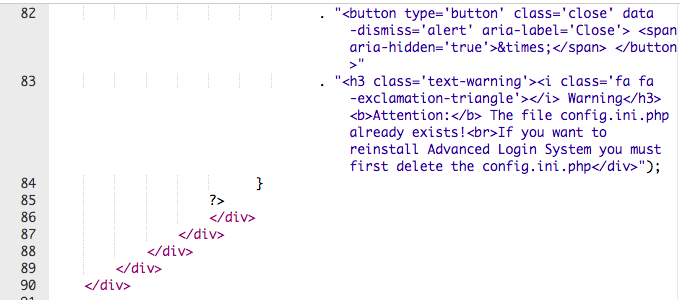 82 . "<button type='button' class='close' data
-dismiss='alert' aria-label='Close'> <span
aria-hidden='true'>&times;</span> </button
>"
83 . "<h3 class='text-warning'><i class='fa fa
-exclamation-triangle'></i> Warning</h3>
<b>Attention:</b> The file config.ini.php
already exists!<br>If you want to
reinstall Advanced Login System you must
first delete the config.ini.php</div>");
84 }
85 ?>
86 </div>
87 </div>
88 </div>
89 </div>
90 </div>